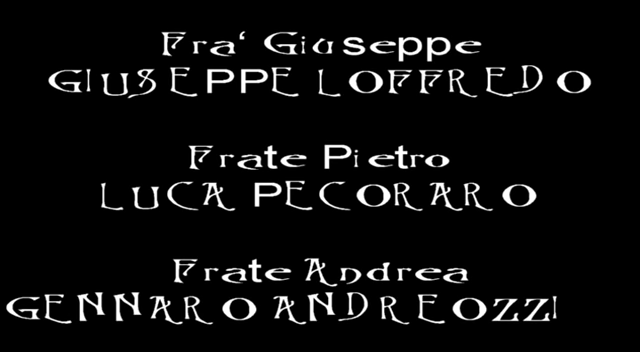 Fra‘ Giuseppe
GIUSEPPE LOFFREDO
Frate Pietro
LUCA PECORARO
Frate Andrea
GENNARO ANDREOZZI